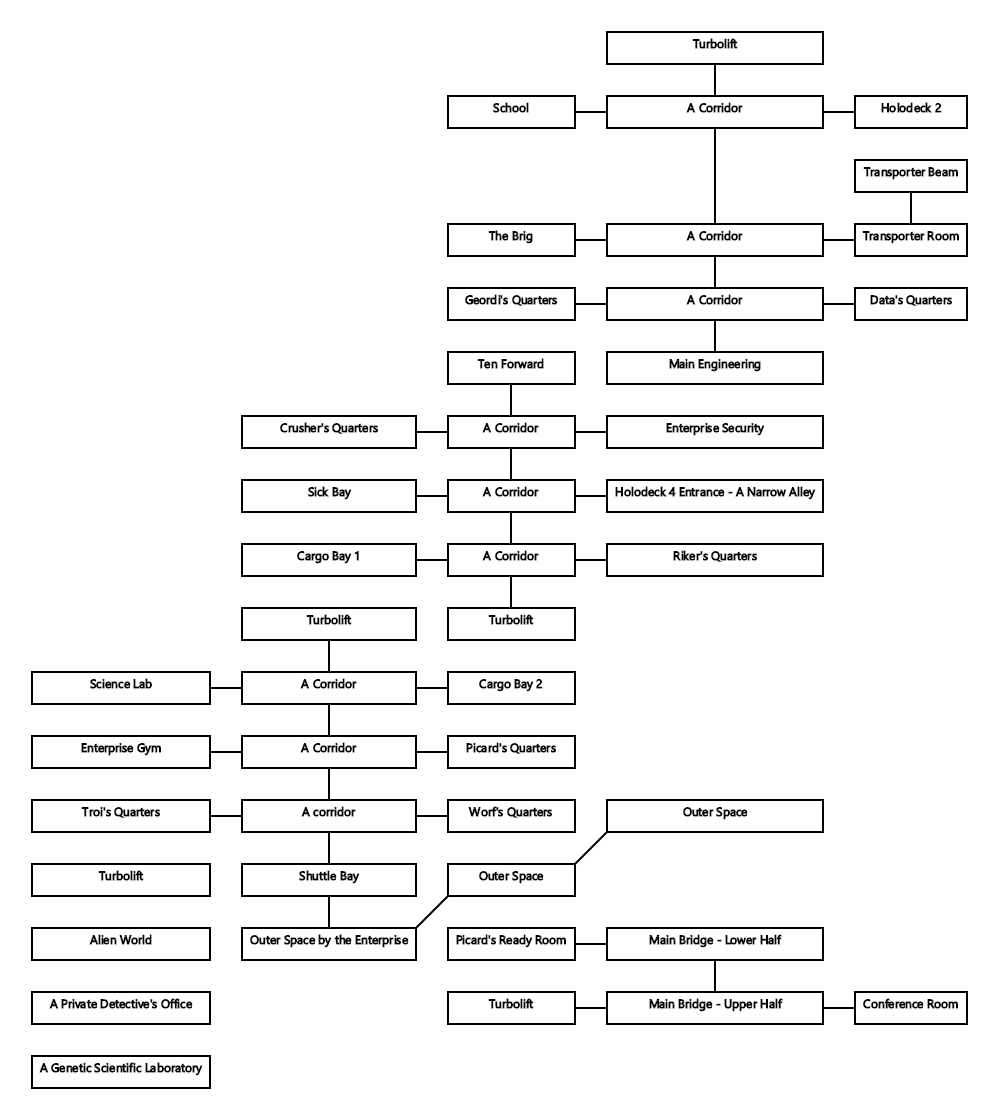 Turbolift
School
A Corridor
Holodeck 2
Transporter Beam
The Brig
A Corridor
Transporter Room
Geordi's Quarters
A Corridor
Data's Quarters
Ten Forward
Main Engineering
Crusher's Quarters
A Corridor
Enterprise Security
Sick Bay
A Corridor
Holodeck 4 Entrance - A Narrow Alley
Cargo Bay 1
A Corridor
Riker's Quarters
Turbolift
Turbolift
Science Lab
A Corridor
Cargo Bay 2
Enterprise Gym
A Corridor
Picard's Quarters
Troi's Quarters
A corridor
Worf's Quarters
Outer Space
Turbolift
Shuttle Bay
Outer Space
Alien World
Outer Space by the Enterprise
Picard's Ready Room
Main Bridge - Lower Half
A Private Detective's Office
Turbolift
Main Bridge - Upper Half
Conference Room
A Genetic Scientific Laboratory